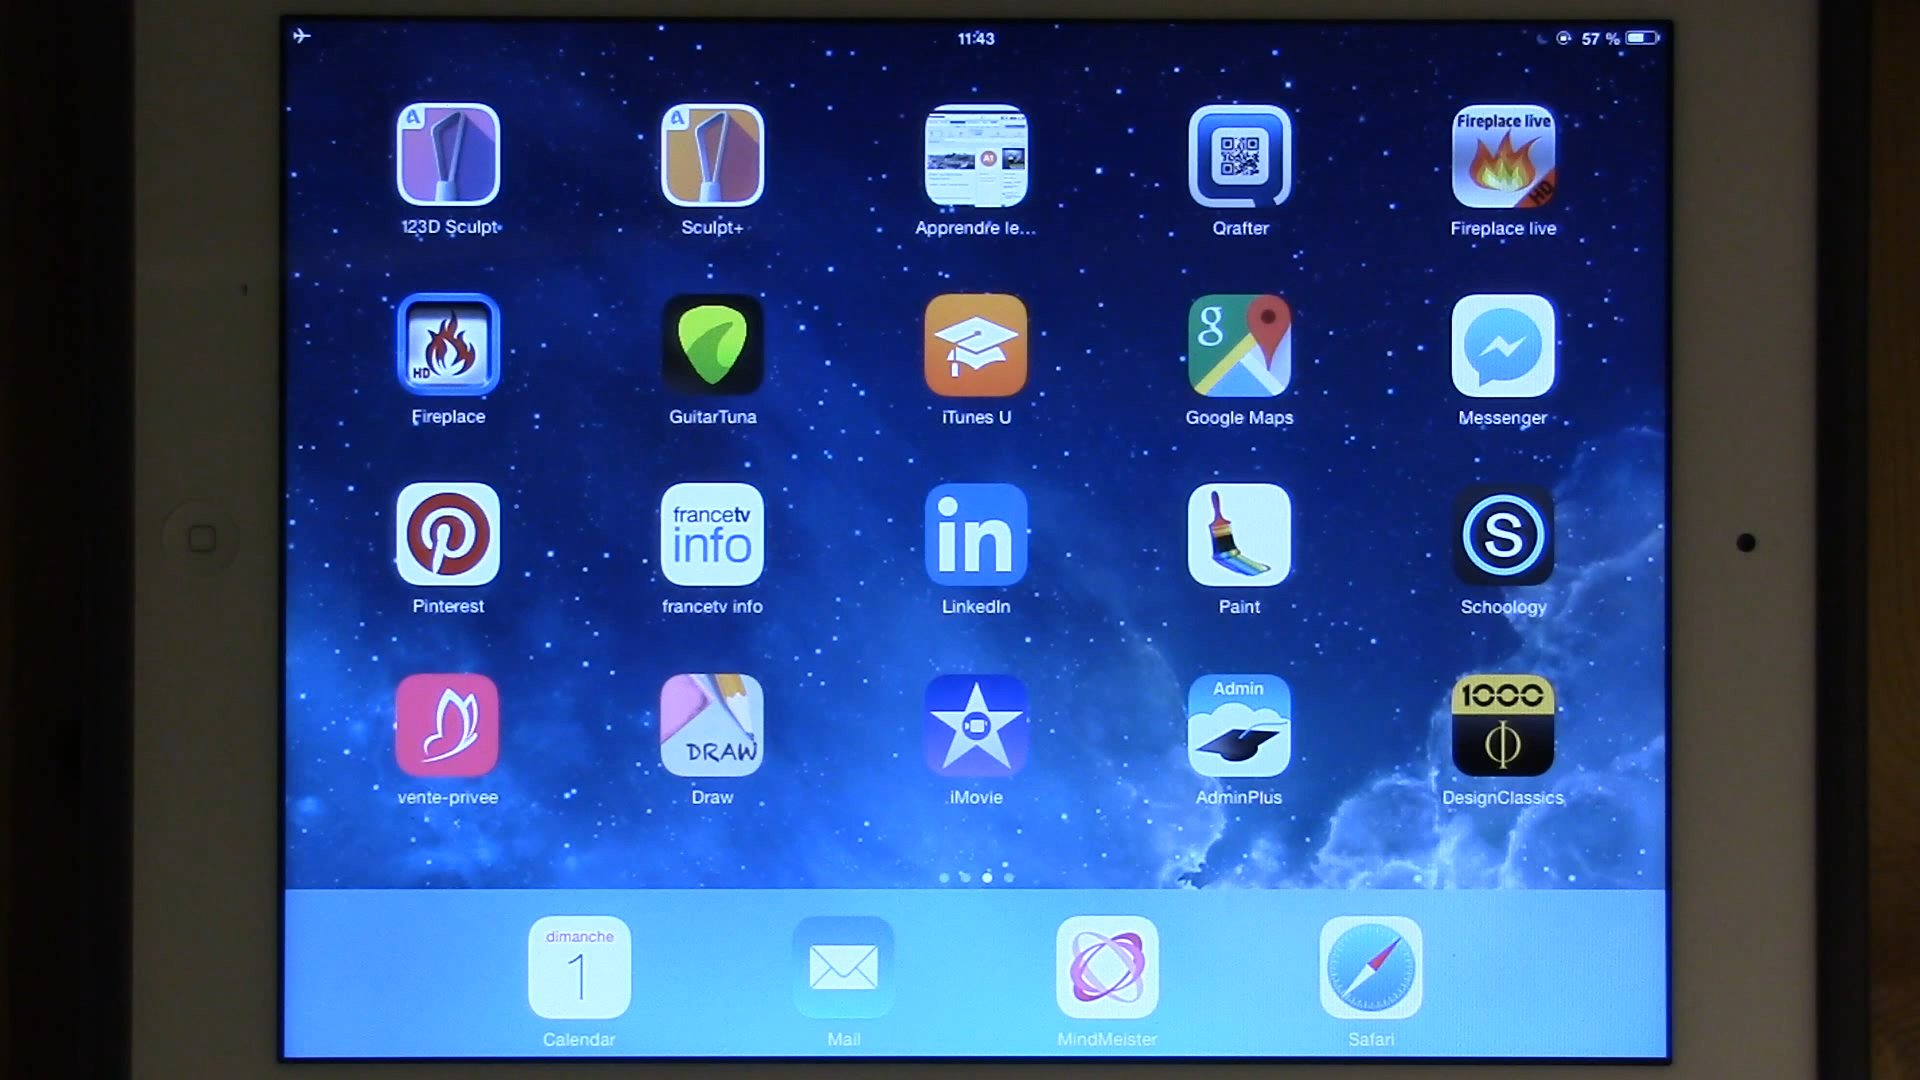 11:43
57 %
123D Sculpt
Sculpt+
Apprendre le...
Qrafter
Fireplace live
HD
Fireplace live
HD
Fireplace
GuitarTuna
iTunes U
g
Google Maps
Messenger
Pinterest
francetv
info
francetv info
in
LinkedIn
Paint
S
Schoology
vente-privee
DRAW
Draw
iMovie
Admin
AdminPlus
1000
DesignClassics
dimanche
1
Calendar
Mail
MindMeister
Safari